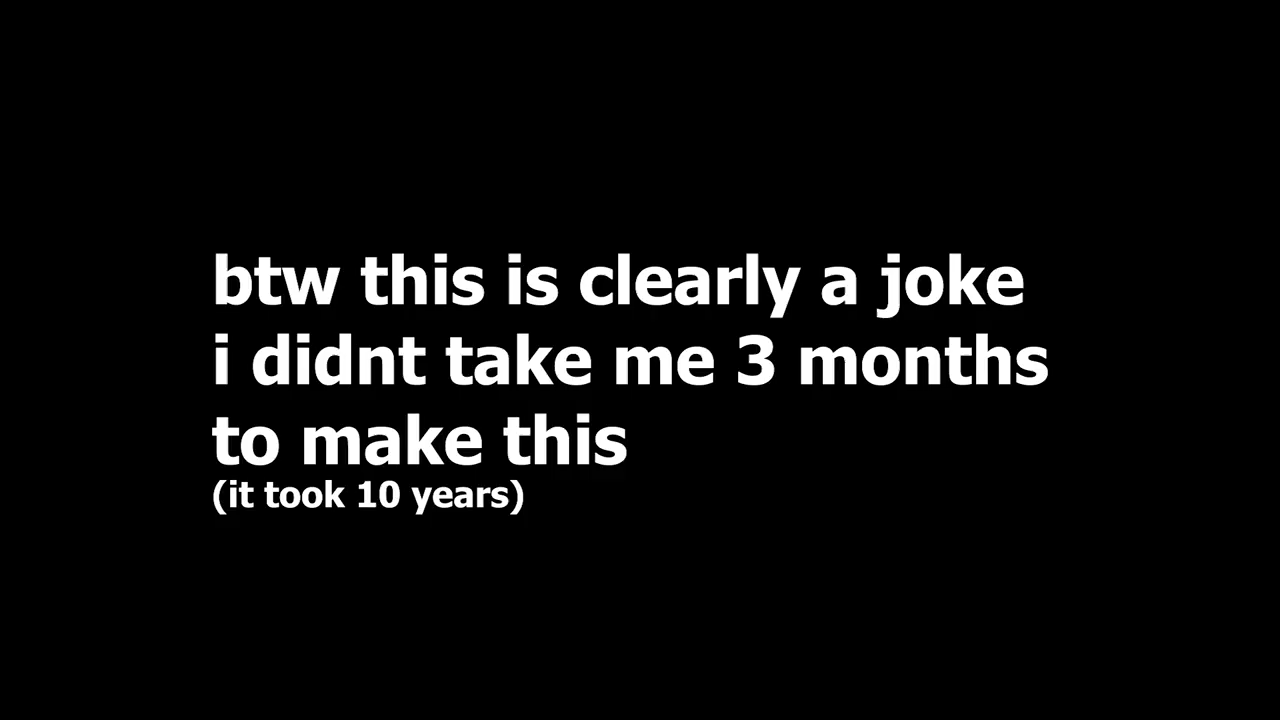 btw this is clearly a joke
i didnt take me 3 months
to make this
(it took 10 years)